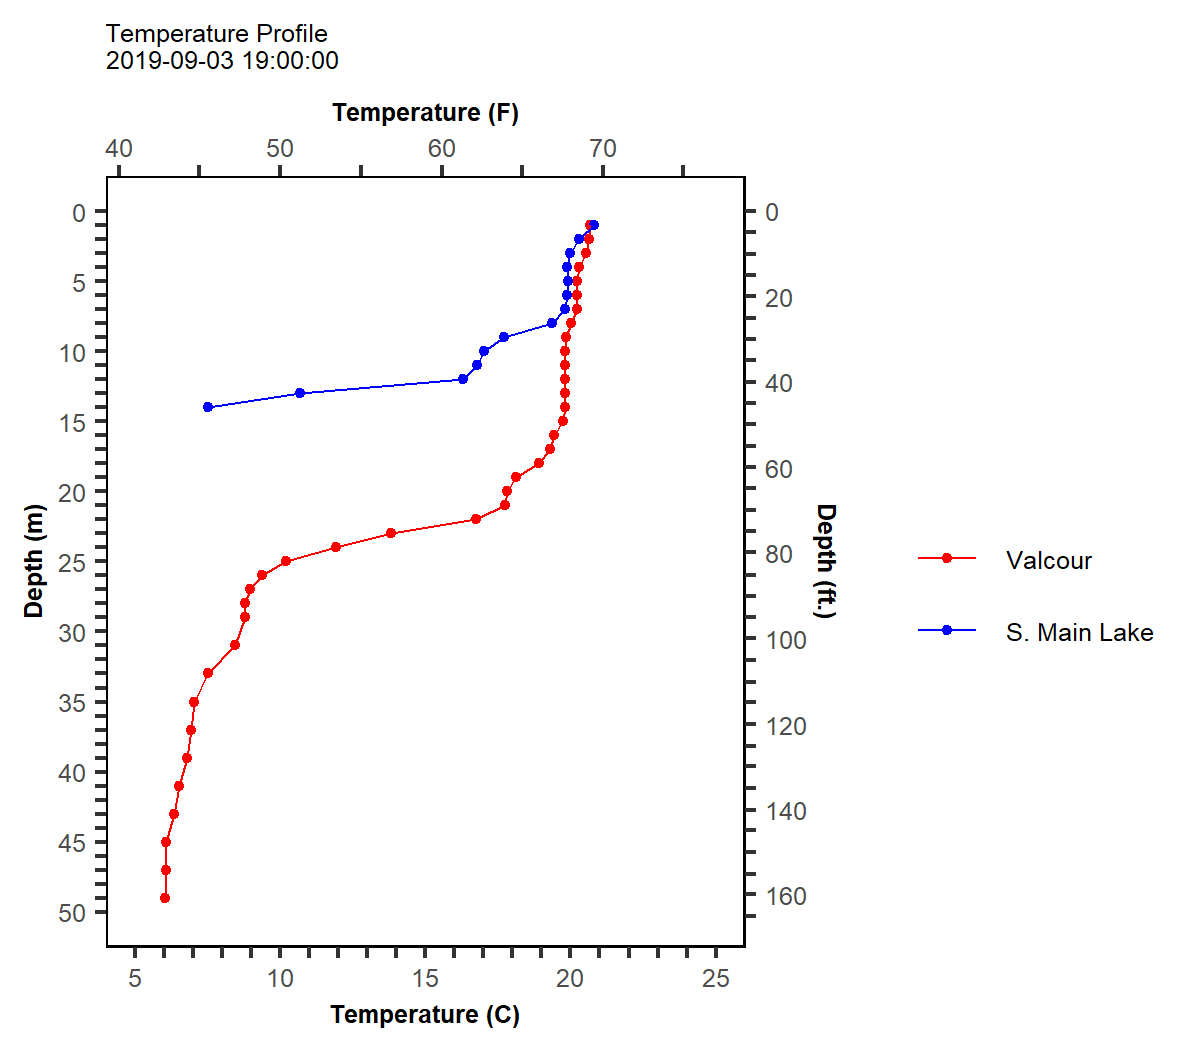 Temperature Profile
2019-09-03 19:00:00
Temperature (F)
40 50 60 70
0
5
10
15
20
25
30
35
40
45
50
Depth (m)
0
20
40
60
80
100
120
140
160
Depth (ft.)
Valcour
S. Main Lake
5 10 15 20 25
Temperature (C)